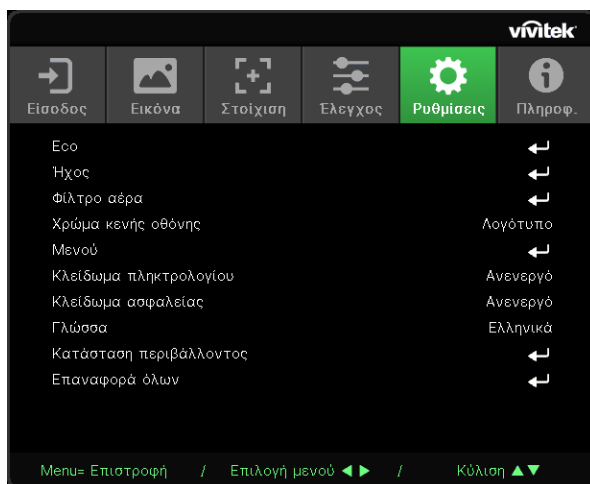 vivitek
Είσοδος Εικόνα Στοίχιση Έλεγχος Ρυθμίσεις Πληροφ.
Eco
Ήχος
Φίλτρο αέρα
Χρώμα κενής οθόνης Λογότυπο
Μενού
Κλείδωμα πληκτρολογίου Ανενεργό
Κλείδωμα ασφαλείας Ανενεργό
Γλώσσα Ελληνικά
Κατάσταση περιβάλλοντος
Επαναφορά όλων
Menu= Επιστροφή / Επιλογή μενού ◀ ▶ / Κύλιση ▲▼